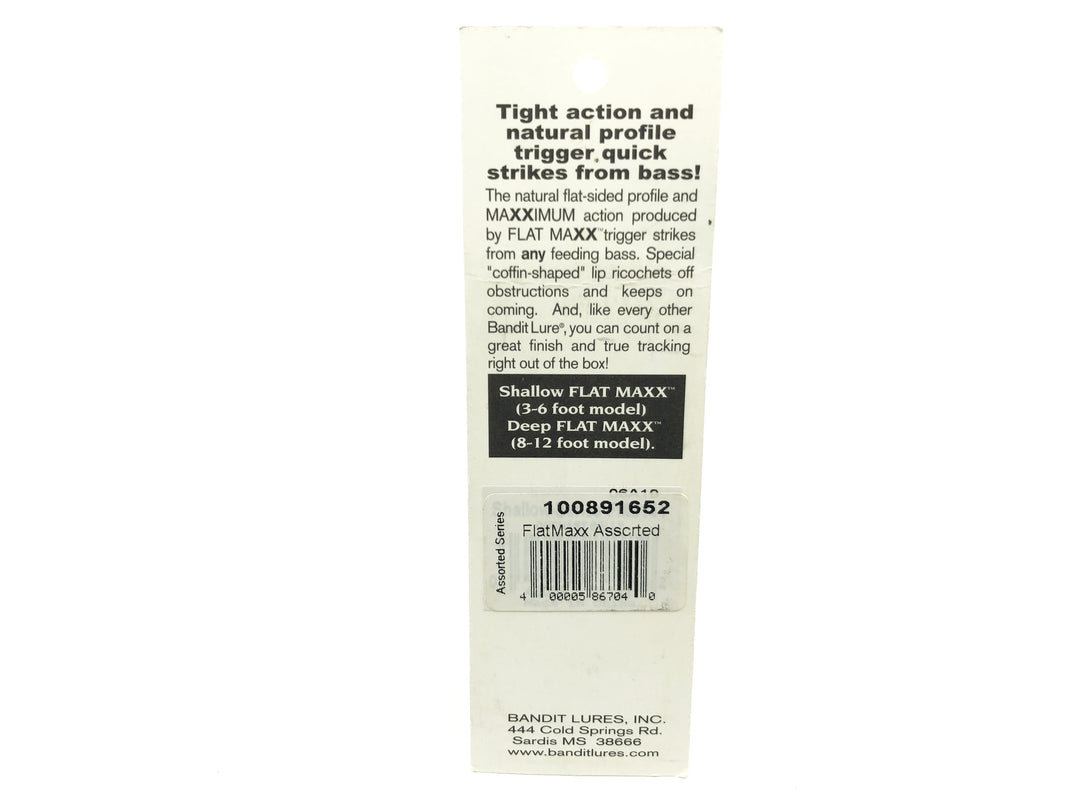 Tight action and
natural profile
trigger quick
strikes from bass!
The natural flat-sided profile and
MAXXIMUM action produced
by FLAT MAXX™ trigger strikes
from any feeding bass. Special
"coffin-shaped" lip ricochets off
obstructions and keeps on
coming. And, like every other
Bandit Lure®, you can count on a
great finish and true tracking
right out of the box!
Shallow FLAT MAXX™
(3-6 foot model)
Deep FLAT MAXX™
(8-12 foot model).
100891652
FlatMaxx Assorted
Assorted Series
4 00005 86704 0
BANDIT LURES, INC.
444 Cold Springs Rd.
Sardis MS 38666
www.banditlures.com